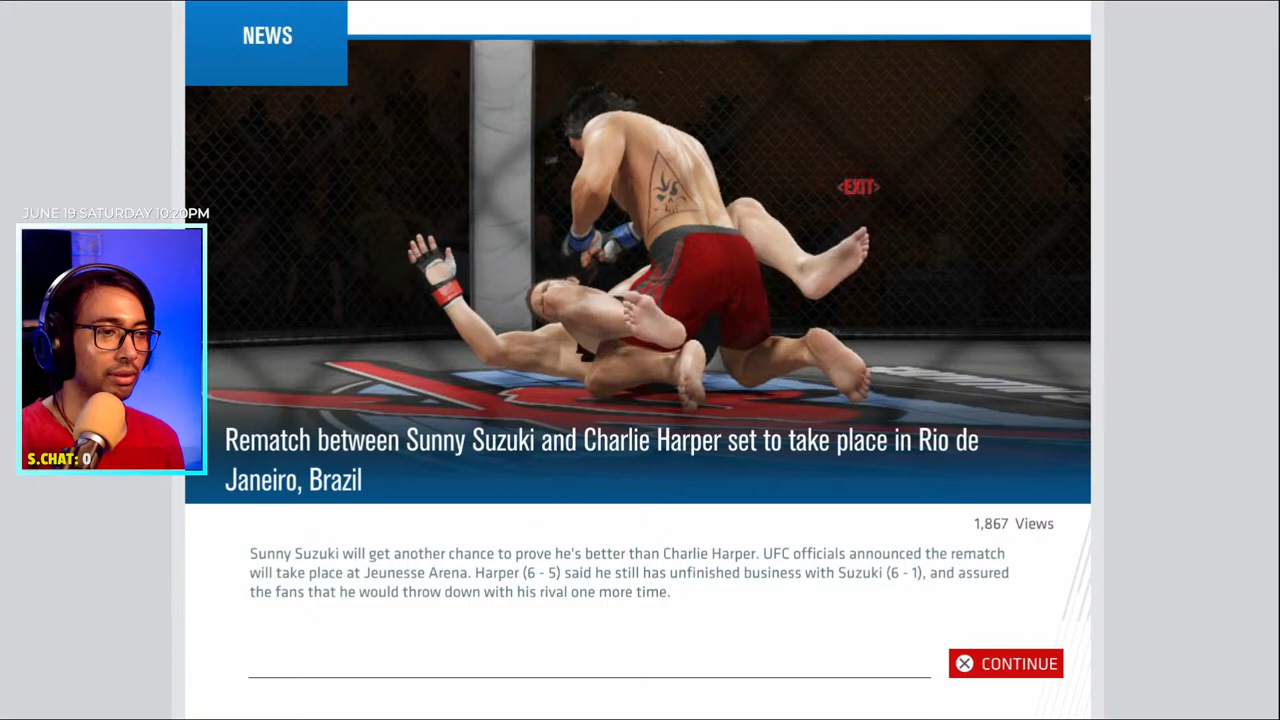 NEWS
<EXIT>
JUNE 19 SATURDAY 10:20PM
S.CHAT: 0
Rematch between Sunny Suzuki and Charlie Harper set to take place in Rio de
Janeiro, Brazil
1,867 Views
Sunny Suzuki will get another chance to prove he's better than Charlie Harper. UFC officials announced the rematch
will take place at Jeunesse Arena. Harper (6 - 5) said he still has unfinished business with Suzuki (6 - 1), and assured
the fans that he would throw down with his rival one more time.
CONTINUE